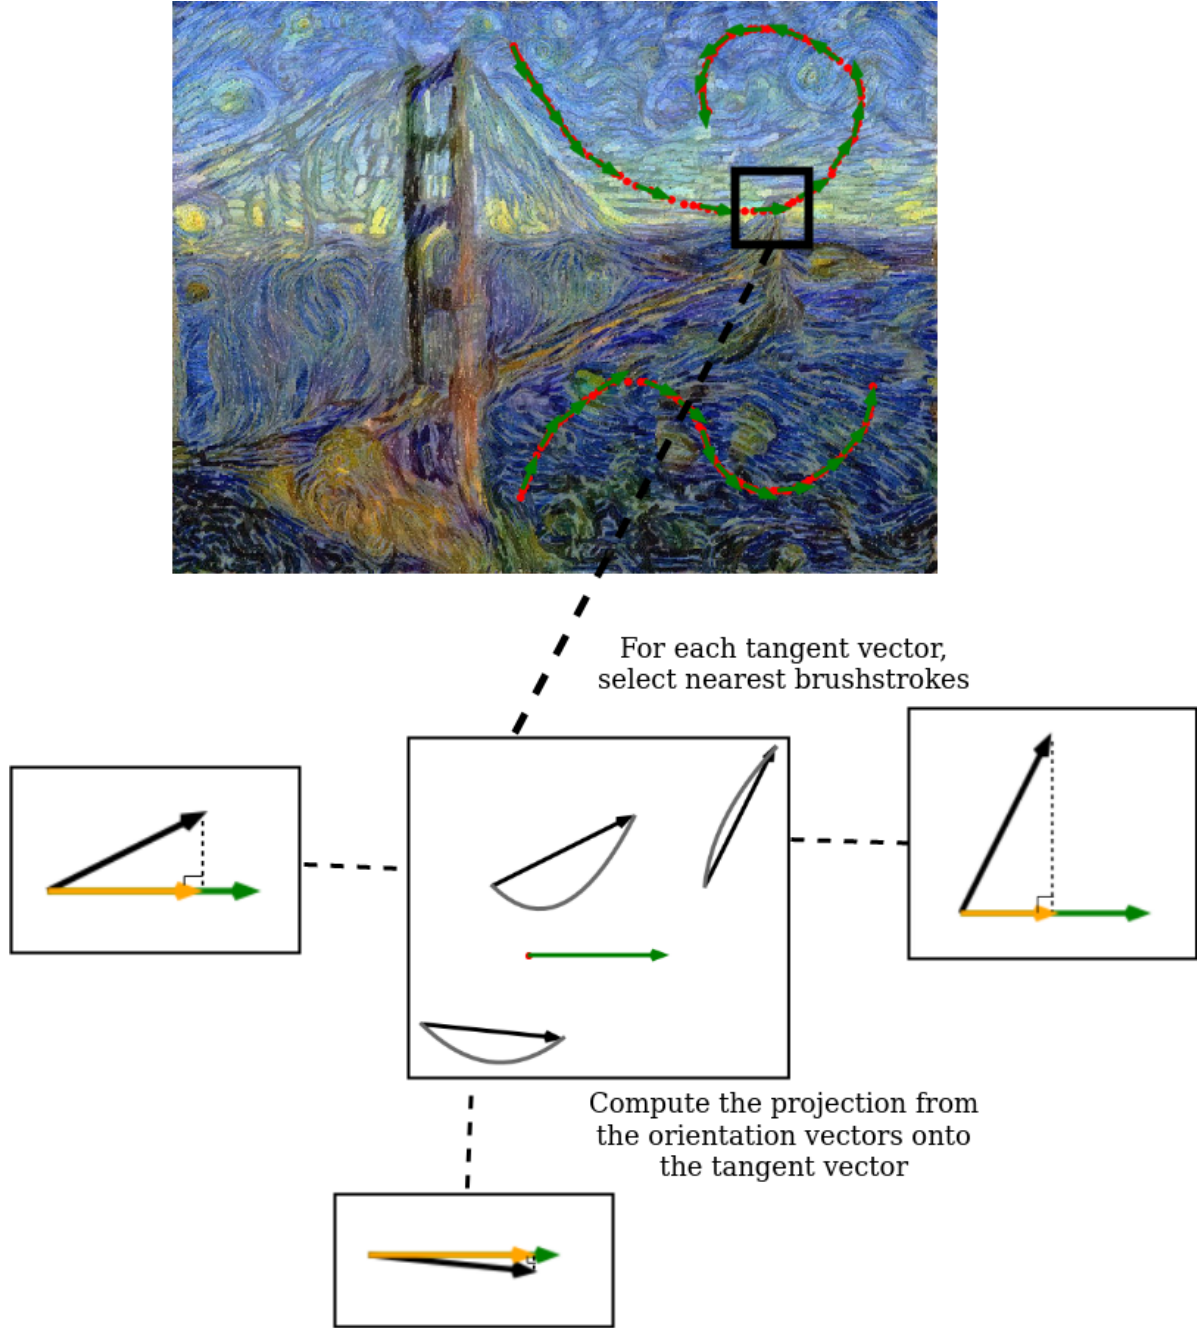 For each tangent vector,
select nearest brushstrokes
Compute the projection from
the orientation vectors onto
the tangent vector